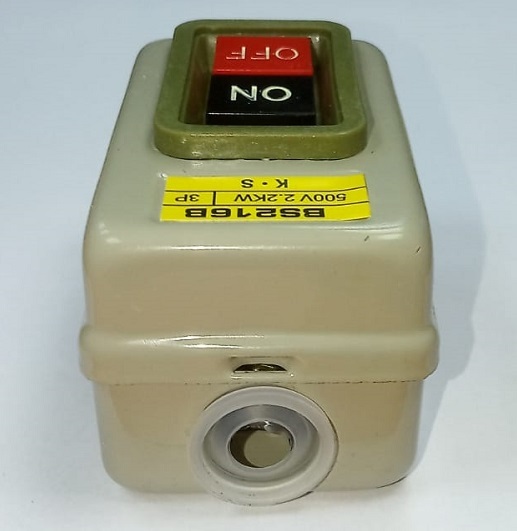 BS216B
500V 2.2KW 3P
K·S
ON
OFF